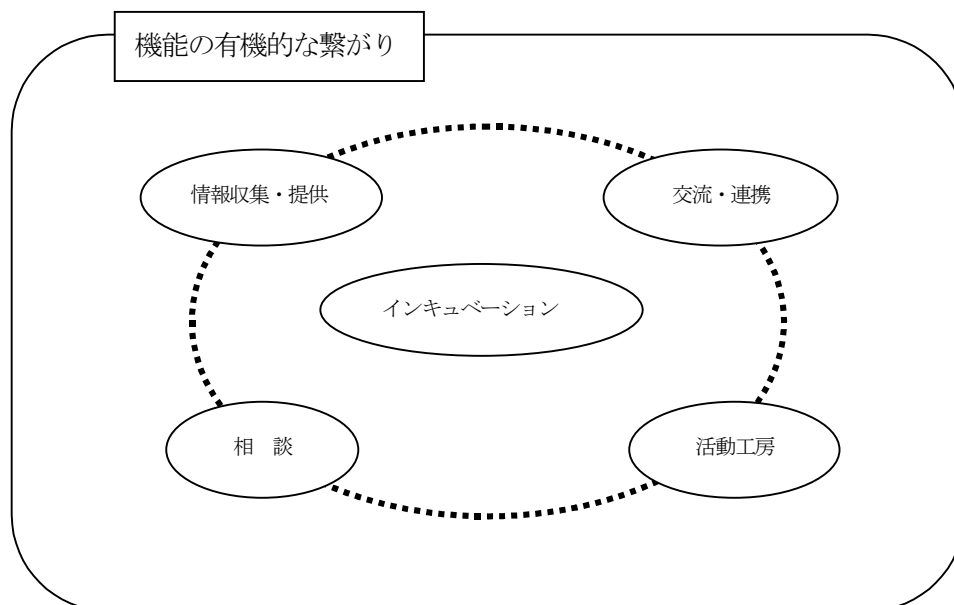 機能の有機的な繋がり
情報収集・提供
交流・連携
インキュベーション
相　談
活動工房